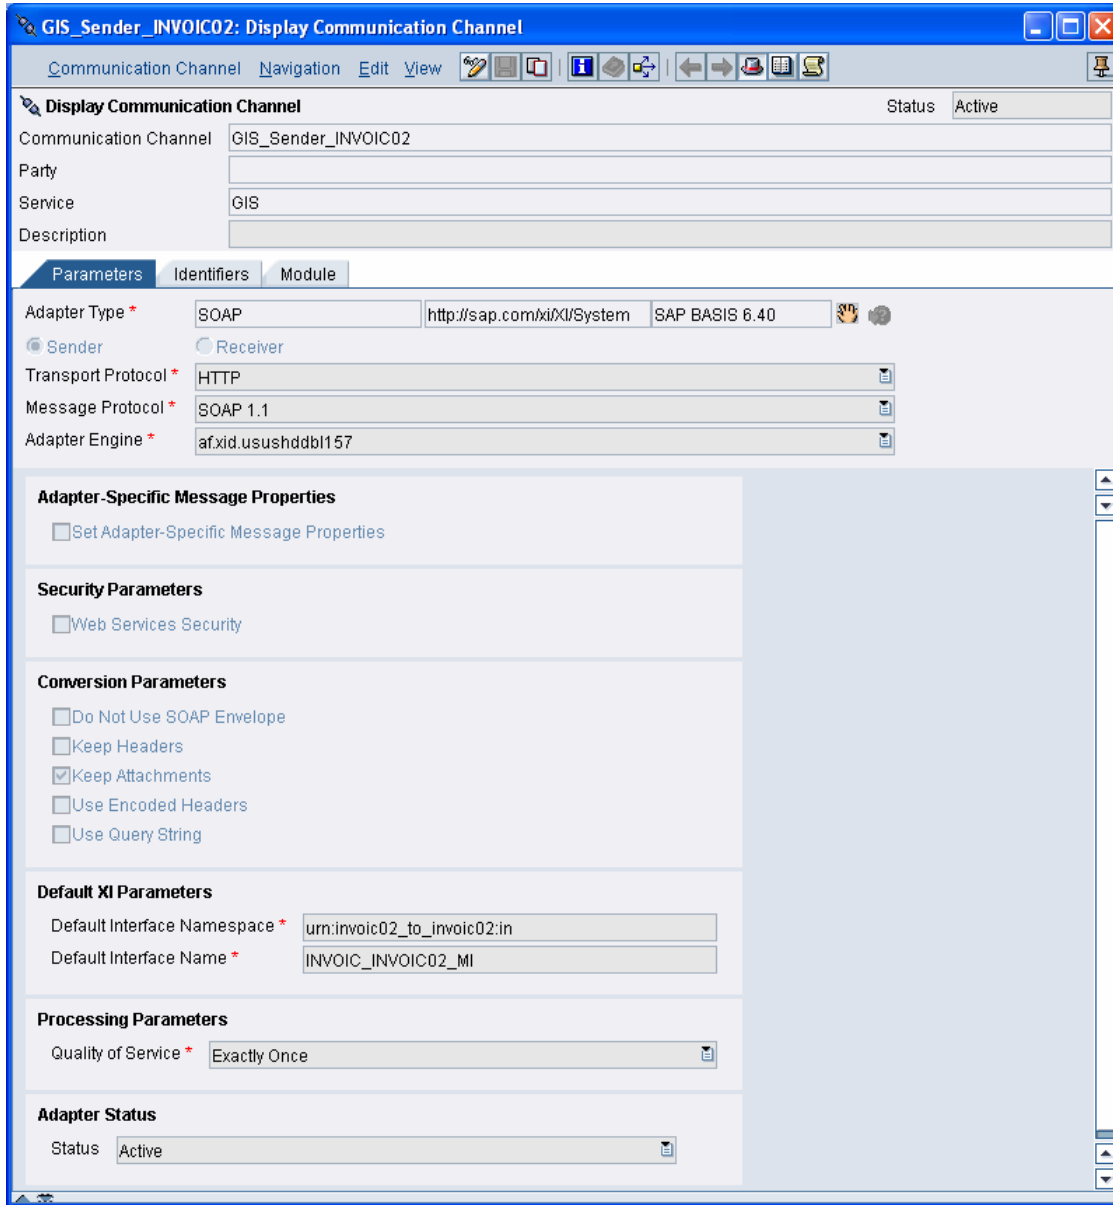 GIS_Sender_INVOIC02: Display Communication Channel
Communication Channel Navigation Edit View
Display Communication Channel Status Active
Communication Channel GIS_Sender_INVOIC02
Party
Service GIS
Description
Parameters Identifiers Module
Adapter Type * SOAP http://sap.com/xi/XI/System SAP BASIS 6.40
Sender Receiver
Transport Protocol * HTTP
Message Protocol * SOAP 1.1
Adapter Engine * af.xid.usushddbl157
Adapter-Specific Message Properties
Set Adapter-Specific Message Properties
Security Parameters
Web Services Security
Conversion Parameters
Do Not Use SOAP Envelope
Keep Headers
Keep Attachments
Use Encoded Headers
Use Query String
Default XI Parameters
Default Interface Namespace * urn:invoic02_to_invoic02:in
Default Interface Name * INVOIC_INVOIC02_MI
Processing Parameters
Quality of Service * Exactly Once
Adapter Status
Status Active